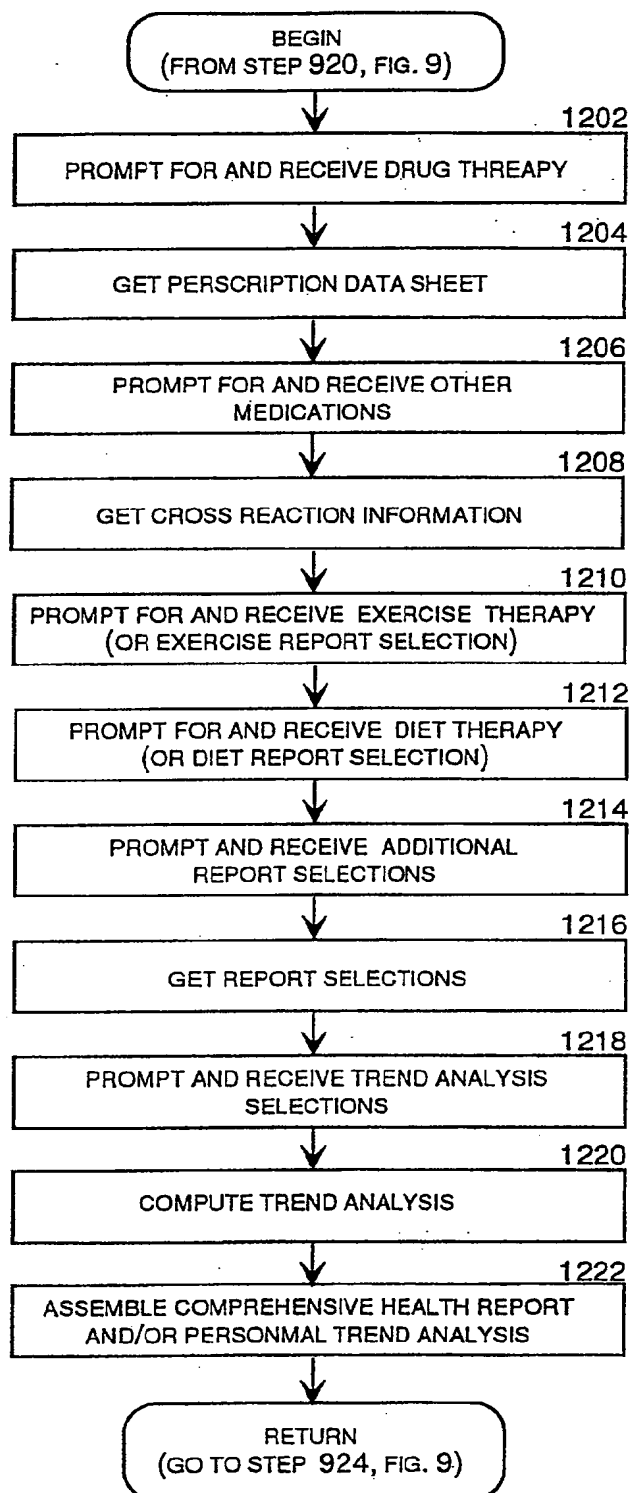 BEGIN
(FROM STEP 920, FIG. 9)
1202
PROMPT FOR AND RECEIVE DRUG THREAPY
1204
GET PERSCRIPTION DATA SHEET
1206
PROMPT FOR AND RECEIVE OTHER
MEDICATIONS
1208
GET CROSS REACTION INFORMATION
1210
PROMPT FOR AND RECEIVE EXERCISE THERAPY
(OR EXERCISE REPORT SELECTION)
1212
PROMPT FOR AND RECEIVE DIET THERAPY
(OR DIET REPORT SELECTION)
1214
PROMPT AND RECEIVE ADDITIONAL
REPORT SELECTIONS
1216
GET REPORT SELECTIONS
1218
PROMPT AND RECEIVE TREND ANALYSIS
SELECTIONS
1220
COMPUTE TREND ANALYSIS
1222
ASSEMBLE COMPREHENSIVE HEALTH REPORT
AND/OR PERSONMAL TREND ANALYSIS
RETURN
(GO TO STEP 924, FIG. 9)